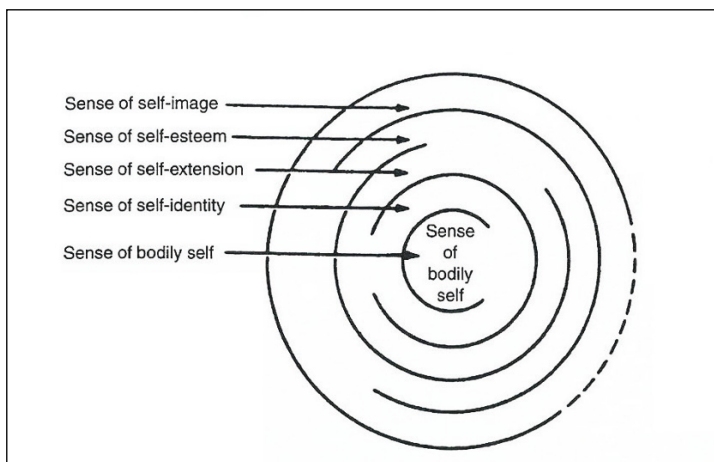 Sense of self-image
Sense of self-esteem
Sense of self-extension
Sense of self-identity
Sense of bodily self
Sense
of
bodily
self